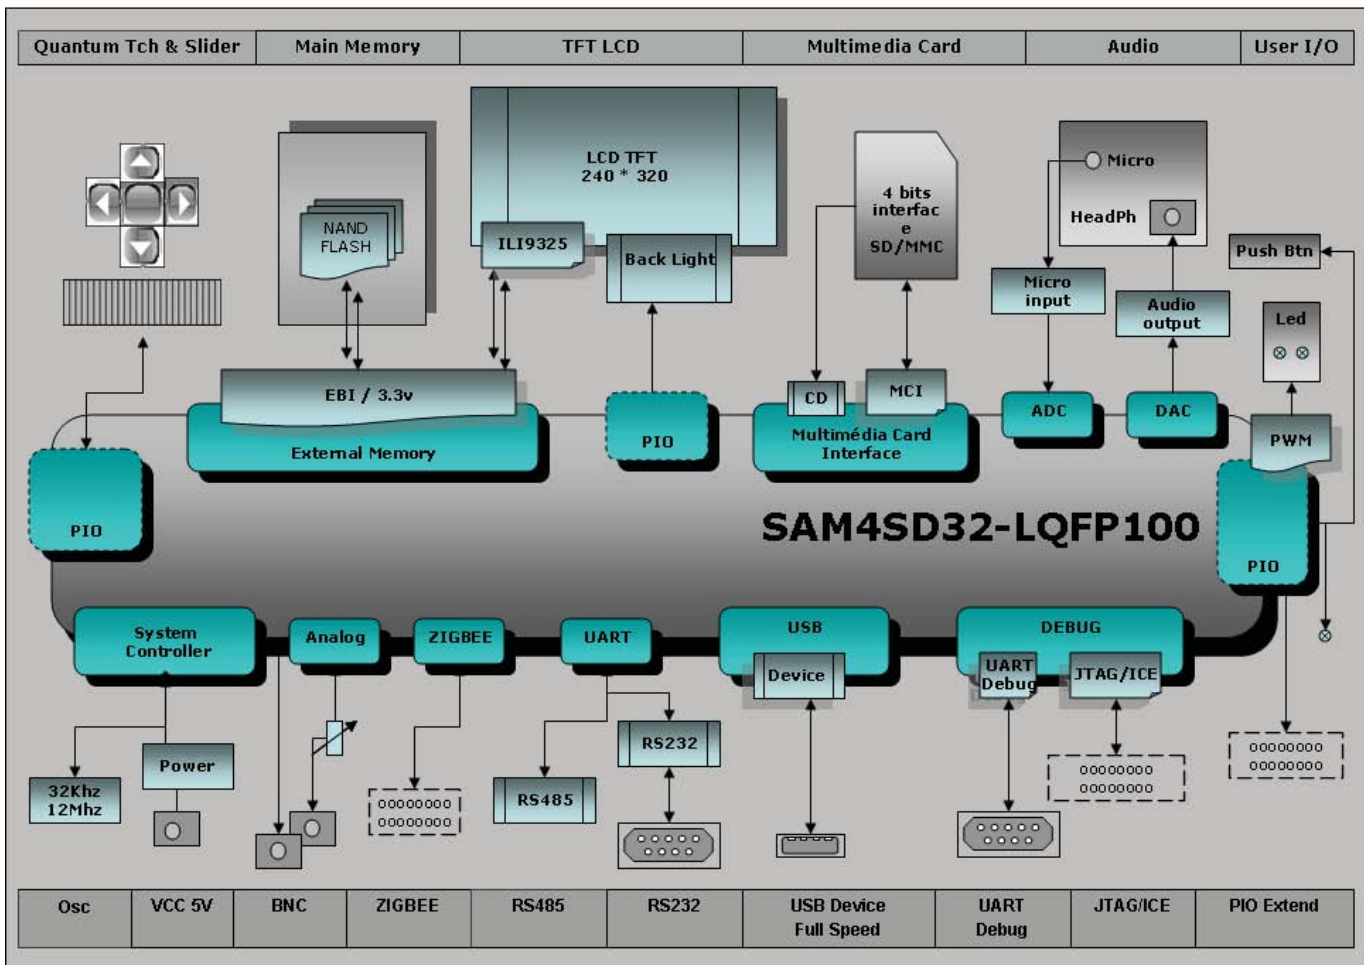 Quantum Tch & Slider
Main Memory
TFT LCD
Multimedia Card
Audio
User I/O
LCD TFT
240 * 320
4 bits
interfac
e
SD/MMC
Micro
HeadPh
NAND
FLASH
ILI9325
Back Light
Push Btn
Micro
input
Audio
output
Led
EBI / 3.3v
CD
MCI
ADC
DAC
PIO
External Memory
Multimédia Card
Interface
PWM
PIO
SAM4SD32-LQFP100
PIO
System
Controller
Analog
ZIGBEE
UART
USB
DEBUG
Device
UART
Debug
JTAG/ICE
RS232
Power
32Khz
12Mhz
RS485
Osc
VCC 5V
BNC
ZIGBEE
RS485
RS232
USB Device
Full Speed
UART
Debug
JTAG/ICE
PIO Extend